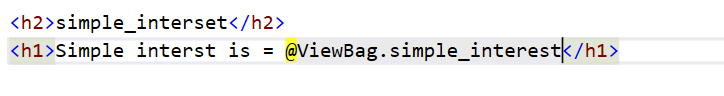 <h2>simple_interset</h2>
<h1>Simple interst is = @ViewBag.simple_interest</h1>